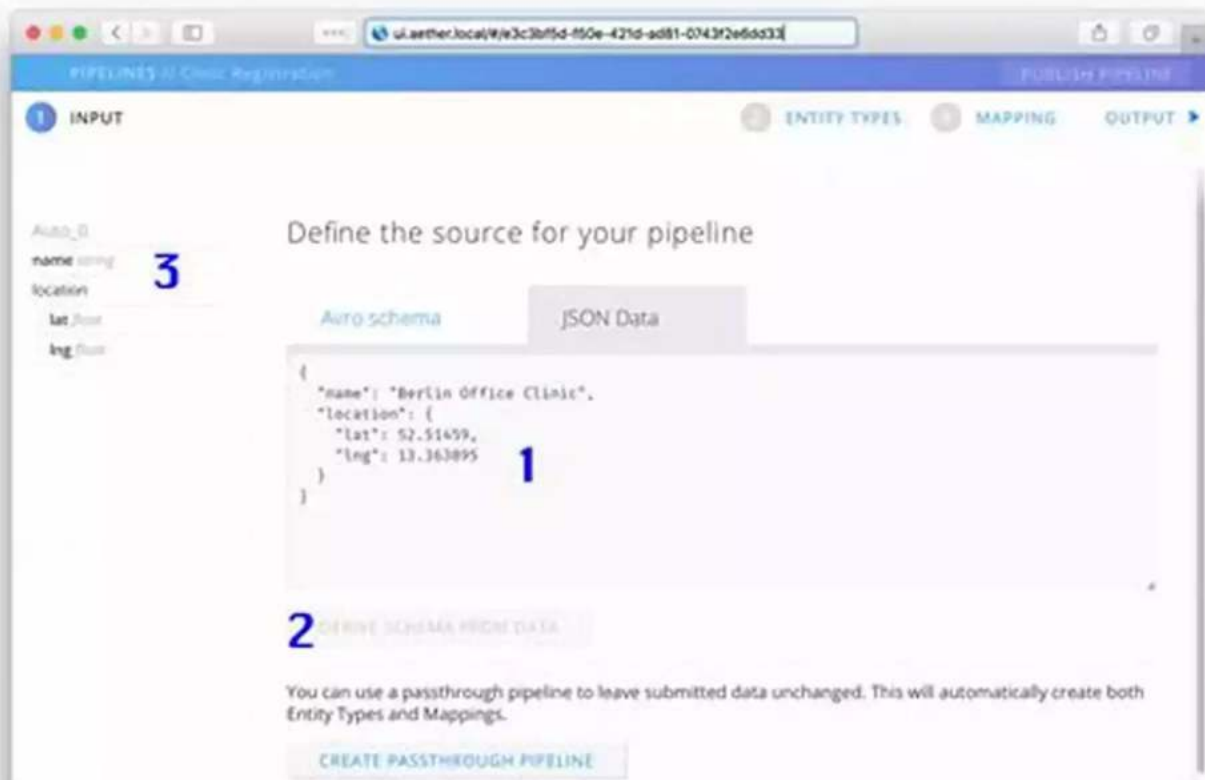 ui.aether.local/#/e3c3bf5d-f50e-421d-ad81-0743f2e6dd33
PIPELINES // Clinic Registration
PUBLISH PIPELINE
1 INPUT
2 ENTITY TYPES
3 MAPPING
OUTPUT
Auto_0
name string
3
location
lat float
lng float
Define the source for your pipeline
Avro schema
JSON Data
{
"name": "Berlin Office Clinic",
"location": {
"lat": 52.51459,
"lng": 13.363895
}
}
1
2
DERIVE SCHEMA FROM DATA
You can use a passthrough pipeline to leave submitted data unchanged. This will automatically create both
Entity Types and Mappings.
CREATE PASSTHROUGH PIPELINE